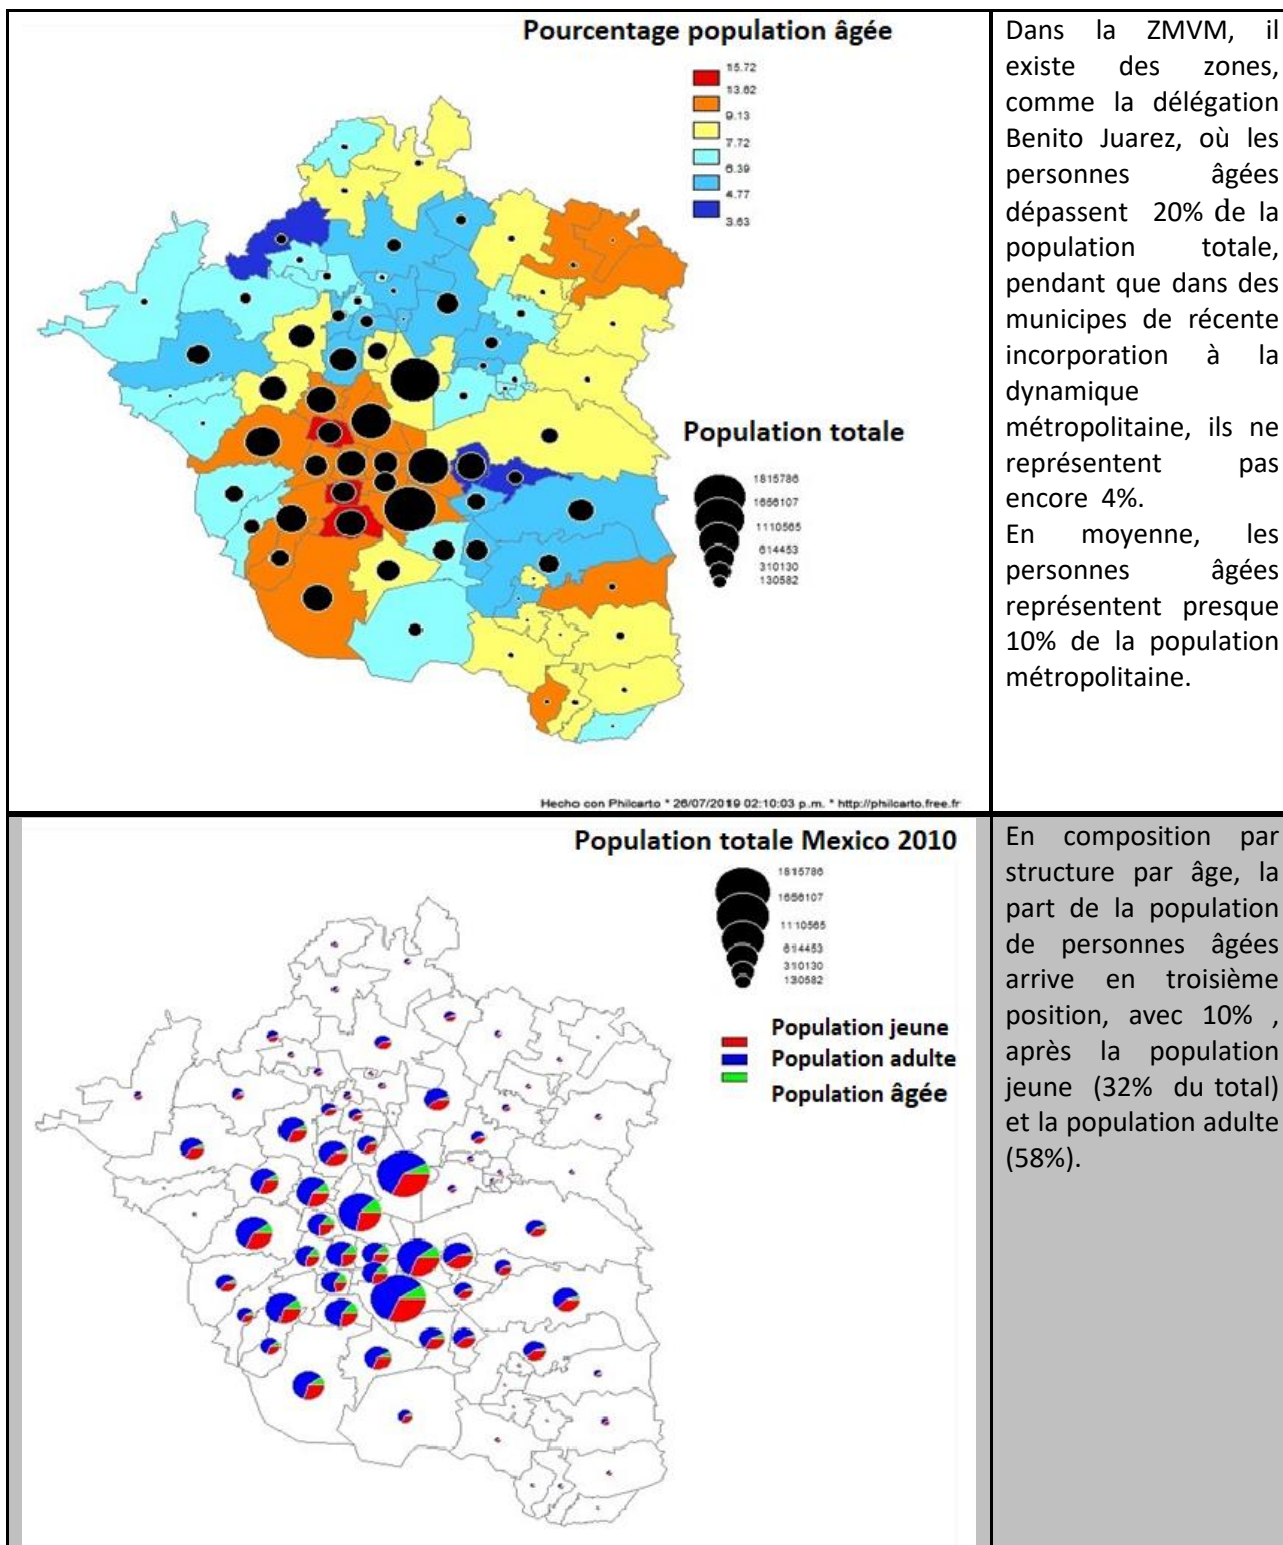 Pourcentage population âgée
15.72
13.62
9.13
7.72
6.39
4.77
3.63
Population totale
1815786
1656107
1110565
614453
310130
130582
Hecho con Philcarto * 26/07/2019 02:10:03 p.m. * http://philcarto.free.fr
Dans la ZMVM, il
existe des zones,
comme la délégation
Benito Juarez, où les
personnes âgées
dépassent 20% de la
population totale,
pendant que dans des
municipes de récente
incorporation à la
dynamique
métropolitaine, ils ne
représentent pas
encore 4%.
En moyenne, les
personnes âgées
représentent presque
10% de la population
métropolitaine.
Population totale Mexico 2010
1815786
1656107
1110565
614453
310130
130582
Population jeune
Population adulte
Population âgée
En composition par
structure par âge, la
part de la population
de personnes âgées
arrive en troisième
position, avec 10% ,
après la population
jeune (32% du total)
et la population adulte
(58%).